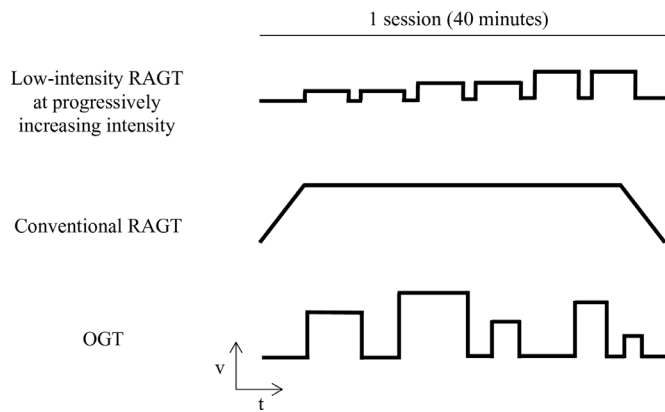 1 session (40 minutes)
Low-intensity RAGT
at progressively
increasing intensity
Conventional RAGT
OGT
v
t